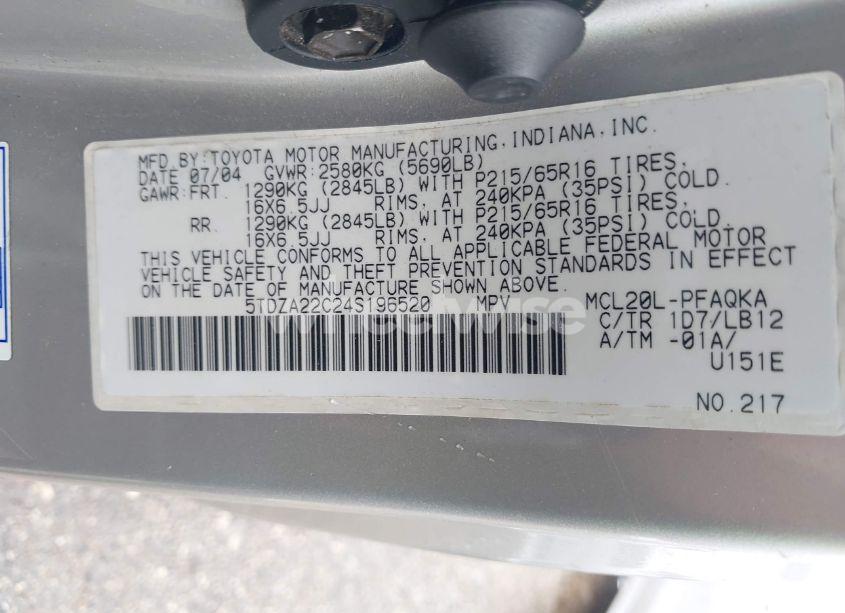 MFD.BY:TOYOTA MOTOR MANUFACTURING,INDIANA,INC.
DATE 07/04 GVWR:2580KG (5690LB)
GAWR:FRT. 1290KG (2845LB) WITH P215/65R16 TIRES,
16X6.5JJ RIMS, AT 240KPA (35PSI) COLD.
RR. 1290KG (2845LB) WITH P215/65R16 TIRES,
16X6.5JJ RIMS, AT 240KPA (35PSI) COLD.
THIS VEHICLE CONFORMS TO ALL APPLICABLE FEDERAL MOTOR
VEHICLE SAFETY AND THEFT PREVENTION STANDARDS IN EFFECT
ON THE DATE OF MANUFACTURE SHOWN ABOVE.
5TDZA22C24S196520 MPV MCL20L-PFAQKA
C/TR 1D7/LB12
A/TM -01A/
U151E
NO.217
wheelwise